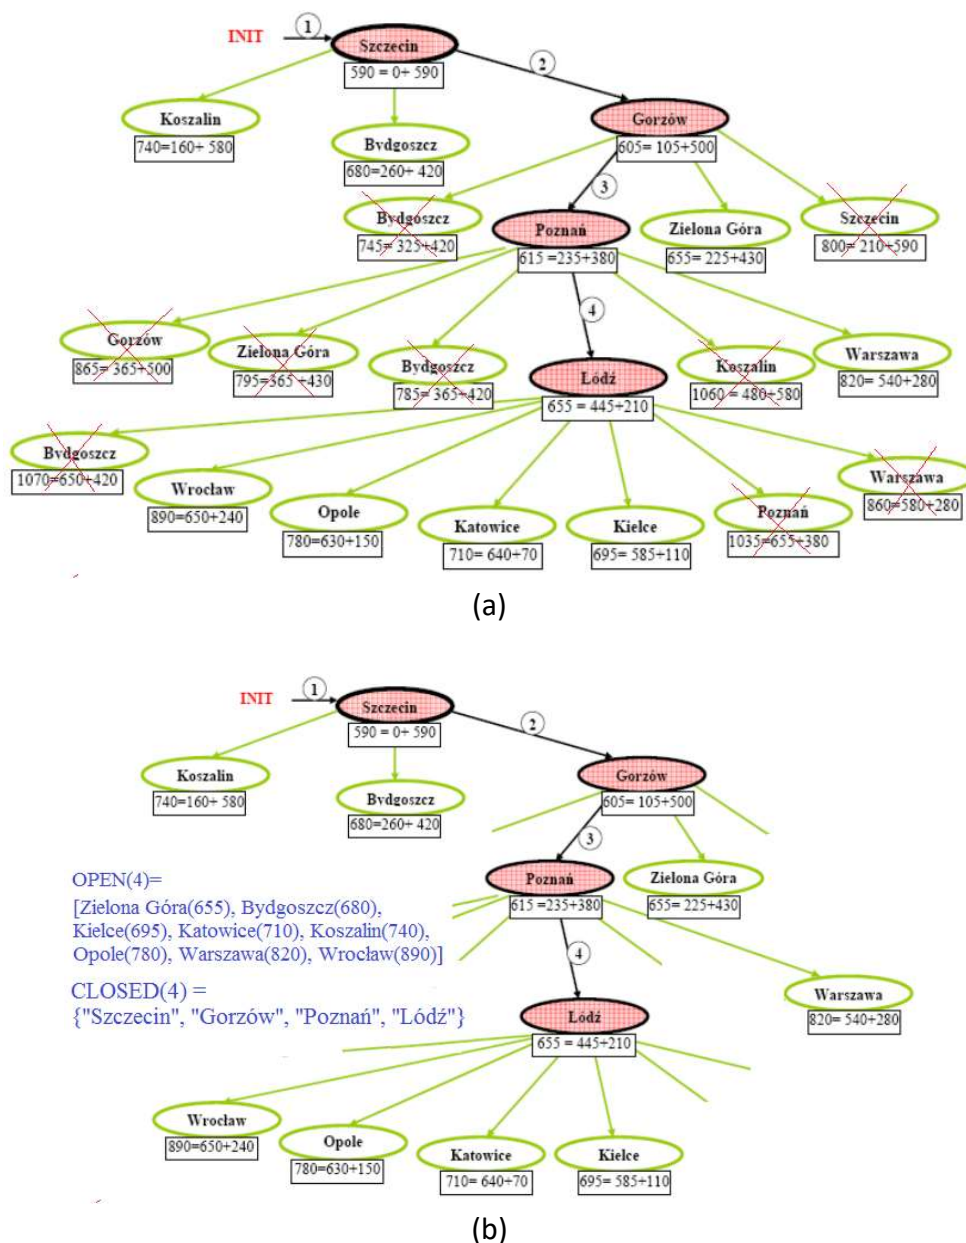 INIT
1
Szczecin
590 = 0+ 590
2
Koszalin
740=160+ 580
Bydgoszcz
680=260+ 420
Gorzów
605= 105+500
3
Bydgoszcz
745= 325+420
Poznań
615 =235+380
Zielona Góra
655= 225+430
Szczecin
800= 210+590
4
Gorzów
865= 365+500
Zielona Góra
795=365 +430
Bydgoszcz
785= 365+420
Łódź
655 = 445+210
Koszalin
1060 = 480+580
Warszawa
820= 540+280
Bydgoszcz
1070=650+420
Wrocław
890=650+240
Opole
780=630+150
Katowice
710= 640+70
Kielce
695= 585+110
Poznań
1035=655+380
Warszawa
860=580+280
(a)
INIT
1
Szczecin
590 = 0+ 590
2
Koszalin
740=160+ 580
Bydgoszcz
680=260+ 420
Gorzów
605= 105+500
3
Poznań
615 =235+380
Zielona Góra
655= 225+430
OPEN(4)=
[Zielona Góra(655), Bydgoszcz(680),
Kielce(695), Katowice(710), Koszalin(740),
Opole(780), Warszawa(820), Wrocław(890)]
CLOSED(4) =
{"Szczecin", "Gorzów", "Poznań", "Lódź"}
4
Warszawa
820= 540+280
Łódź
655 = 445+210
Wrocław
890=650+240
Opole
780=630+150
Katowice
710= 640+70
Kielce
695= 585+110
(b)